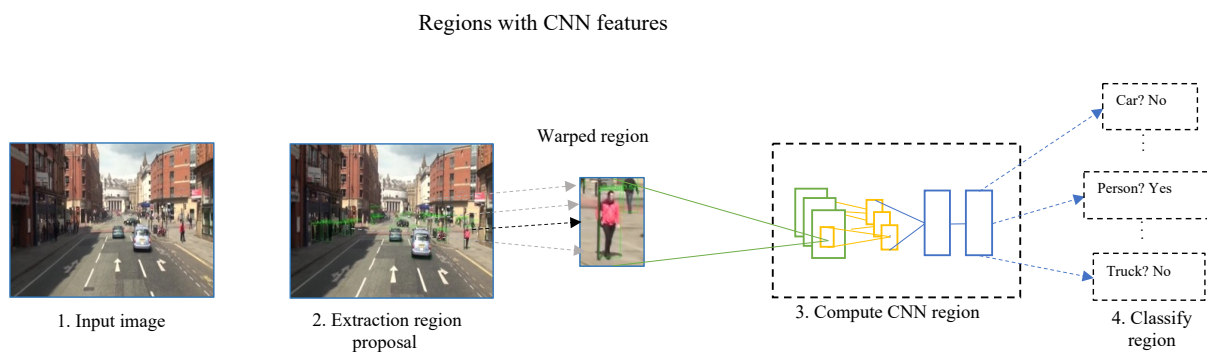 Regions with CNN features
Warped region
Car? No
Person? Yes
Truck? No
1. Input image
2. Extraction region
proposal
3. Compute CNN region
4. Classify
region